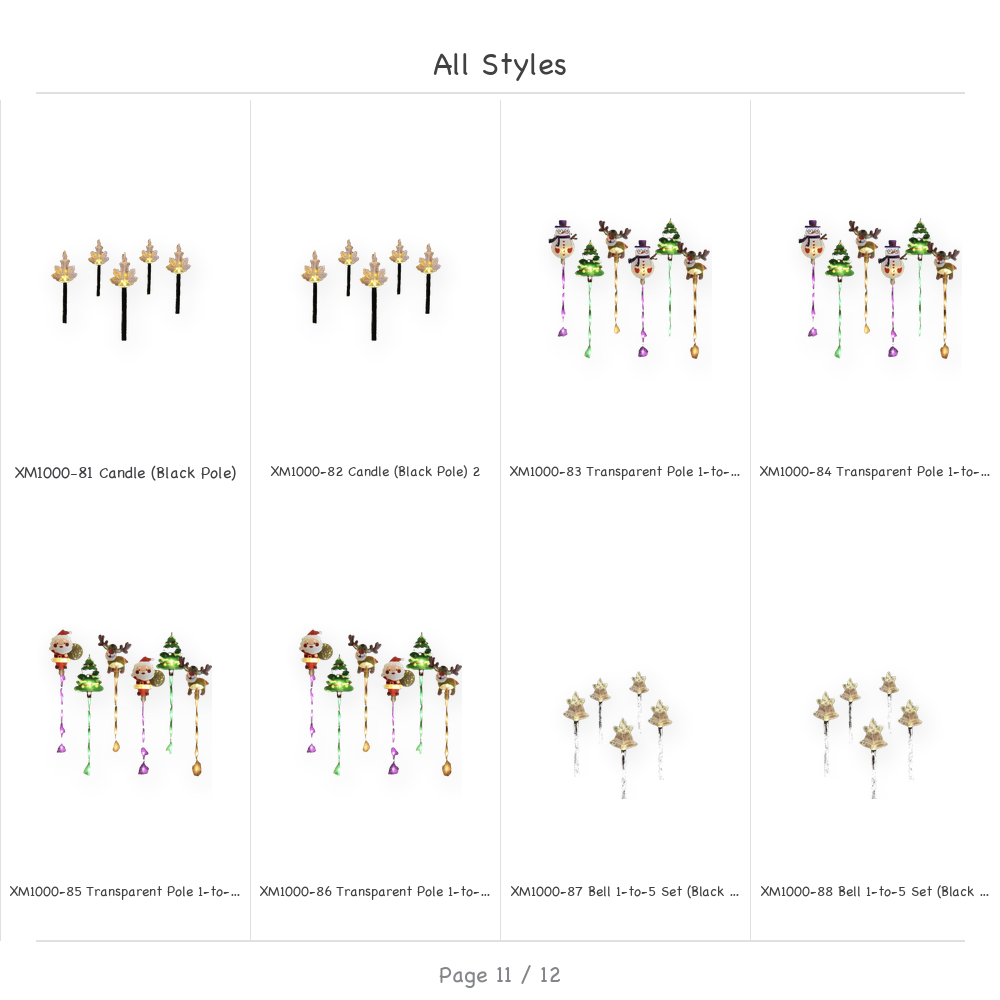 All Styles
XM1000-81 Candle (Black Pole)
XM1000-82 Candle (Black Pole) 2
XM1000-83 Transparent Pole 1-to-...
XM1000-84 Transparent Pole 1-to-...
XM1000-85 Transparent Pole 1-to-...
XM1000-86 Transparent Pole 1-to-...
XM1000-87 Bell 1-to-5 Set (Black ...
XM1000-88 Bell 1-to-5 Set (Black ...
Page 11 / 12